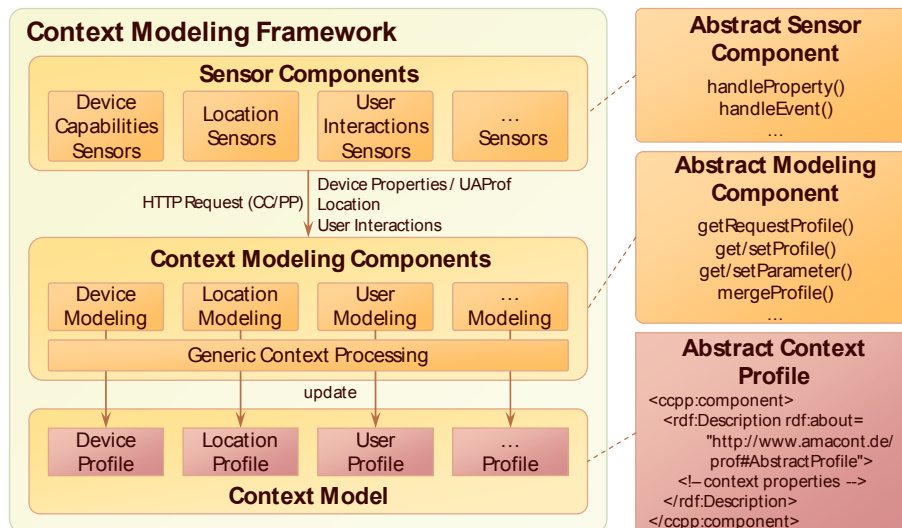 Context Modeling Framework
Sensor Components
Device
Capabilities
Sensors
Location
Sensors
User
Interactions
Sensors
...
Sensors
HTTP Request (CC/PP)
Device Properties / UAProf
Location
User Interactions
Context Modeling Components
Device
Modeling
Location
Modeling
User
Modeling
...
Modeling
Generic Context Processing
update
Device
Profile
Location
Profile
User
Profile
...
Profile
Context Model
Abstract Sensor
Component
handleProperty()
handleEvent()
...
Abstract Modeling
Component
getRequestProfile()
get/setProfile()
get/setParameter()
mergeProfile()
...
Abstract Context
Profile
<ccpp:component>
<rdf:Description rdf:about=
"http://www.amacont.de/
prof#AbstractProfile">
<!– context properties -->
</rdf:Description>
</ccpp:component>